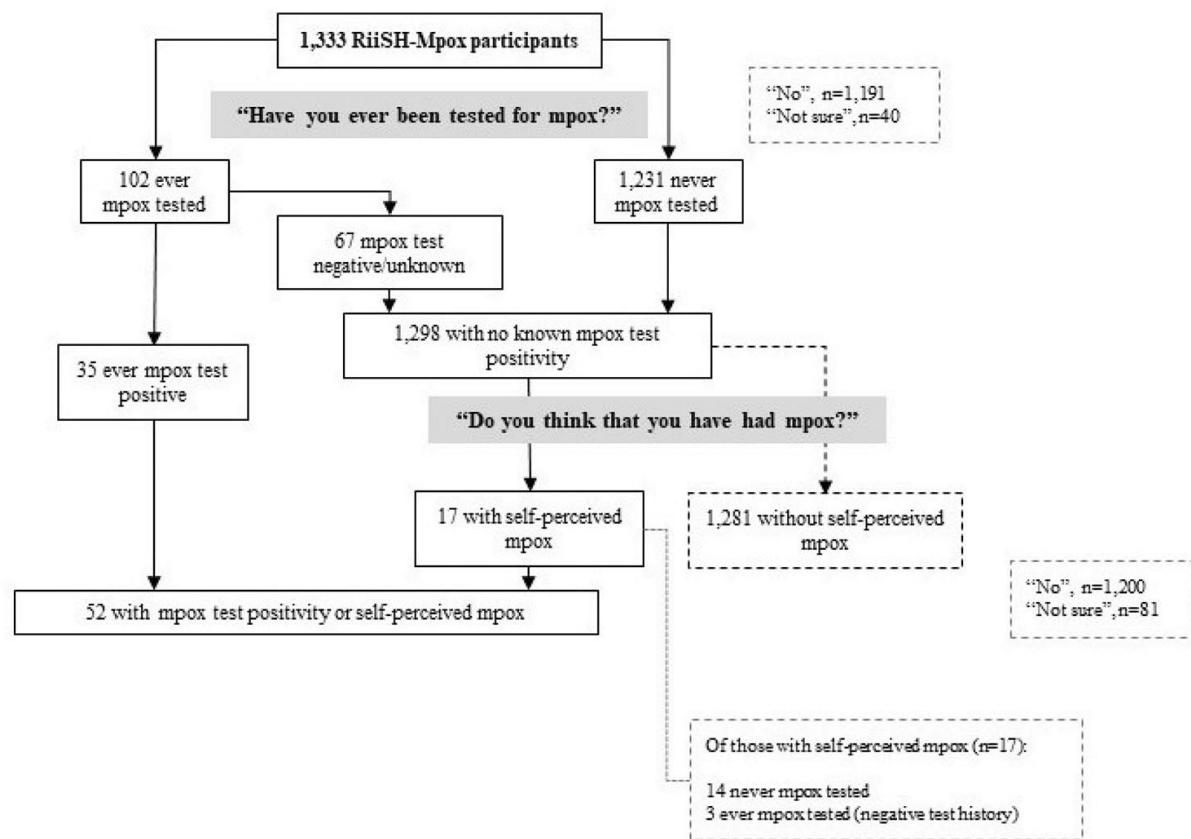 1,333 RiiSH-Mpox participants
“No”, n=1,191
“Not sure”, n=40
“Have you ever been tested for mpox?”
102 ever
mpox tested
1,231 never
mpox tested
67 mpox test
negative/unknown
1,298 with no known mpox test
positivity
35 ever mpox test
positive
“Do you think that you have had mpox?”
17 with self-perceived
mpox
1,281 without self-perceived
mpox
“No”, n=1,200
“Not sure”, n=81
52 with mpox test positivity or self-perceived mpox
Of those with self-perceived mpox (n=17):
14 never mpox tested
3 ever mpox tested (negative test history)